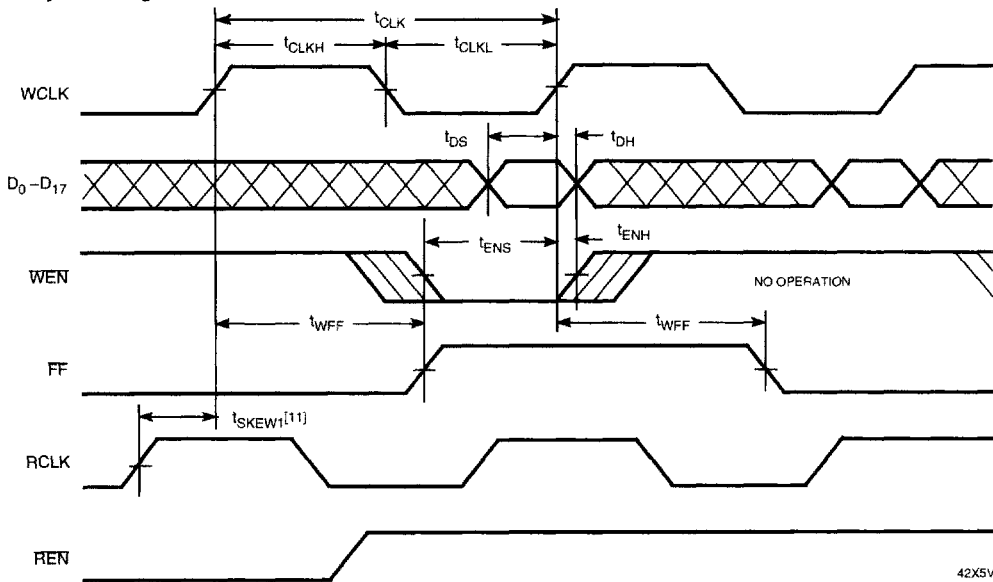 tCLK
tCLKH
tCLKL
WCLK
tDS
tDH
D0–D17
tENS
tENH
WEN
NO OPERATION
tWFF
tWFF
FF
tSKEW1[11]
RCLK
REN